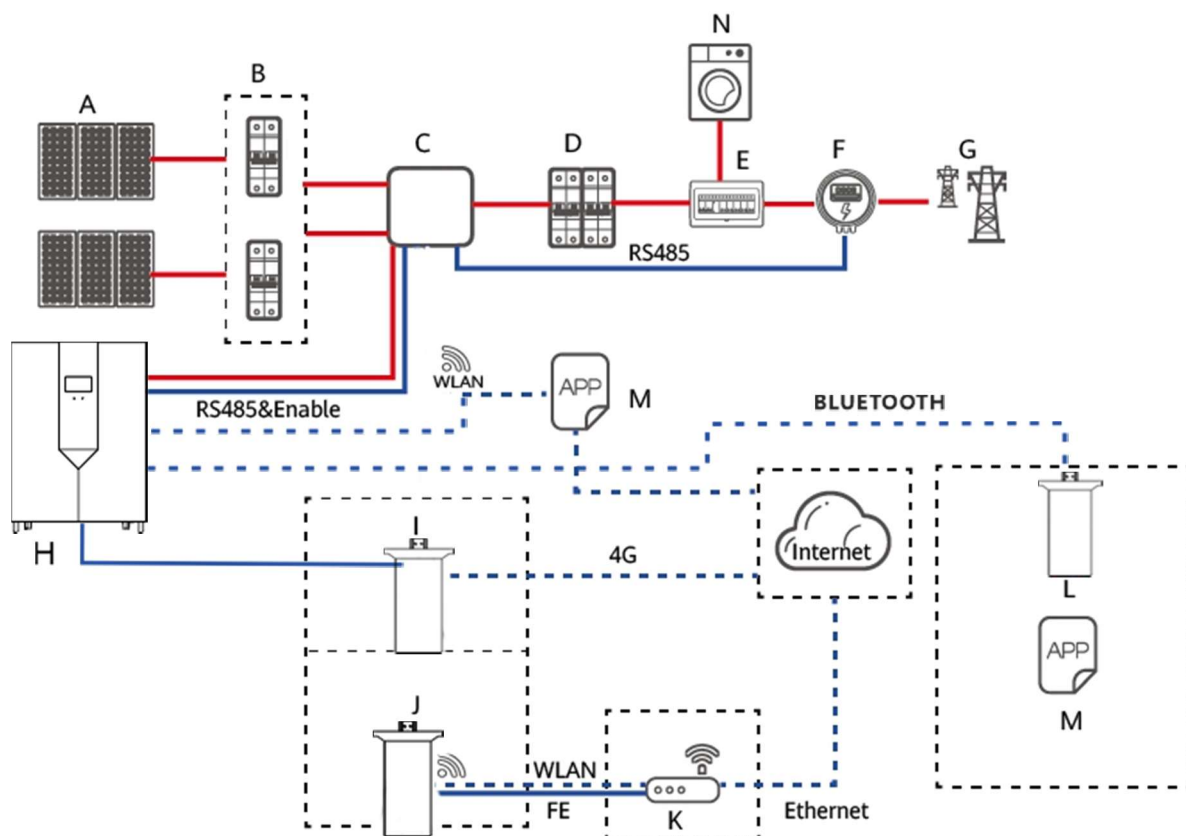 N
A
B
C
D
E
F
G
RS485
WLAN
APP
M
RS485&Enable
BLUETOOTH
H
I
4G
Internet
L
APP
M
J
WLAN
FE
K
Ethernet